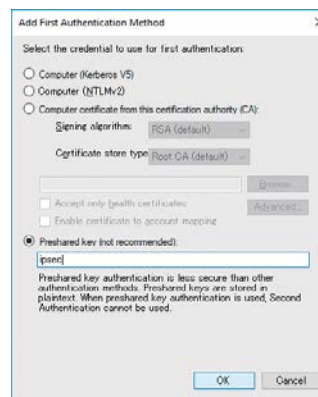 Add First Authentication Method
Select the credential to use for first authentication:
Computer (Kerberos V5)
Computer (NTLMv2)
Computer certificate from this certification authority (CA):
Signing algorithm: RSA (default)
Certificate store type: Root CA (default)
Browse...
Accept only health certificates Advanced...
Enable certificate to account mapping
Preshared key (not recommended):
ipsec
Preshared key authentication is less secure than other
authentication methods. Preshared keys are stored in
plaintext. When preshared key authentication is used, Second
Authentication cannot be used.
OK Cancel